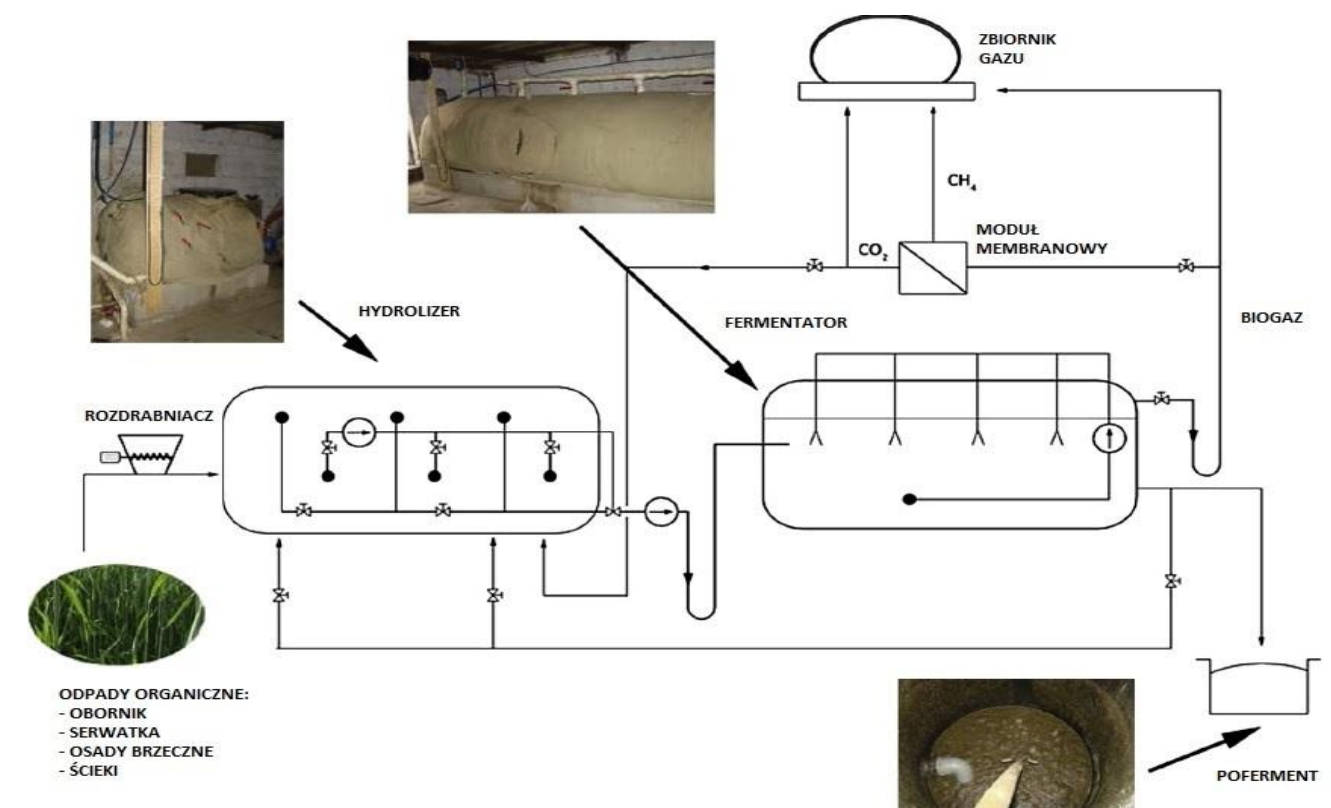 ZBIORNIK
GAZU
CH₄
MODUŁ
MEMBRANOWY
CO₂
HYDROLIZER
FERMENTATOR
BIOGAZ
ROZDRABNIACZ
ODPADY ORGANICZNE:
- OBORNIK
- SERWATKA
- OSADY BRZECZNE
- ŚCIEKI
POFERMENT